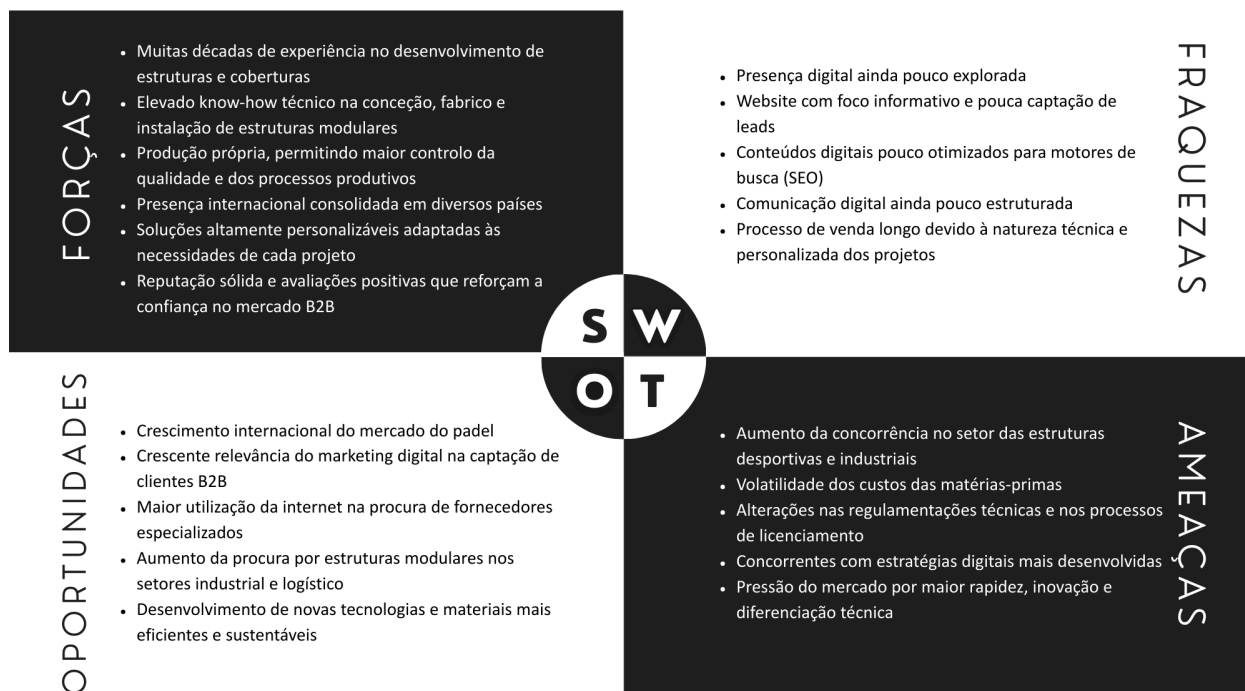 FORÇAS
• Muitas décadas de experiência no desenvolvimento de
estruturas e coberturas
• Elevado know-how técnico na conceção, fabrico e
instalação de estruturas modulares
• Produção própria, permitindo maior controlo da
qualidade e dos processos produtivos
• Presença internacional consolidada em diversos países
• Soluções altamente personalizáveis adaptadas às
necessidades de cada projeto
• Reputação sólida e avaliações positivas que reforçam a
confiança no mercado B2B
FRAQUEZAS
• Presença digital ainda pouco explorada
• Website com foco informativo e pouca captação de
leads
• Conteúdos digitais pouco otimizados para motores de
busca (SEO)
• Comunicação digital ainda pouco estruturada
• Processo de venda longo devido à natureza técnica e
personalizada dos projetos
S W
O T
OPORTUNIDADES
• Crescimento internacional do mercado do padel
• Crescente relevância do marketing digital na captação de
clientes B2B
• Maior utilização da internet na procura de fornecedores
especializados
• Aumento da procura por estruturas modulares nos
setores industrial e logístico
• Desenvolvimento de novas tecnologias e materiais mais
eficientes e sustentáveis
AMEAÇAS
• Aumento da concorrência no setor das estruturas
desportivas e industriais
• Volatilidade dos custos das matérias-primas
• Alterações nas regulamentações técnicas e nos processos
de licenciamento
• Concorrentes com estratégias digitais mais desenvolvidas
• Pressão do mercado por maior rapidez, inovação e
diferenciação técnica